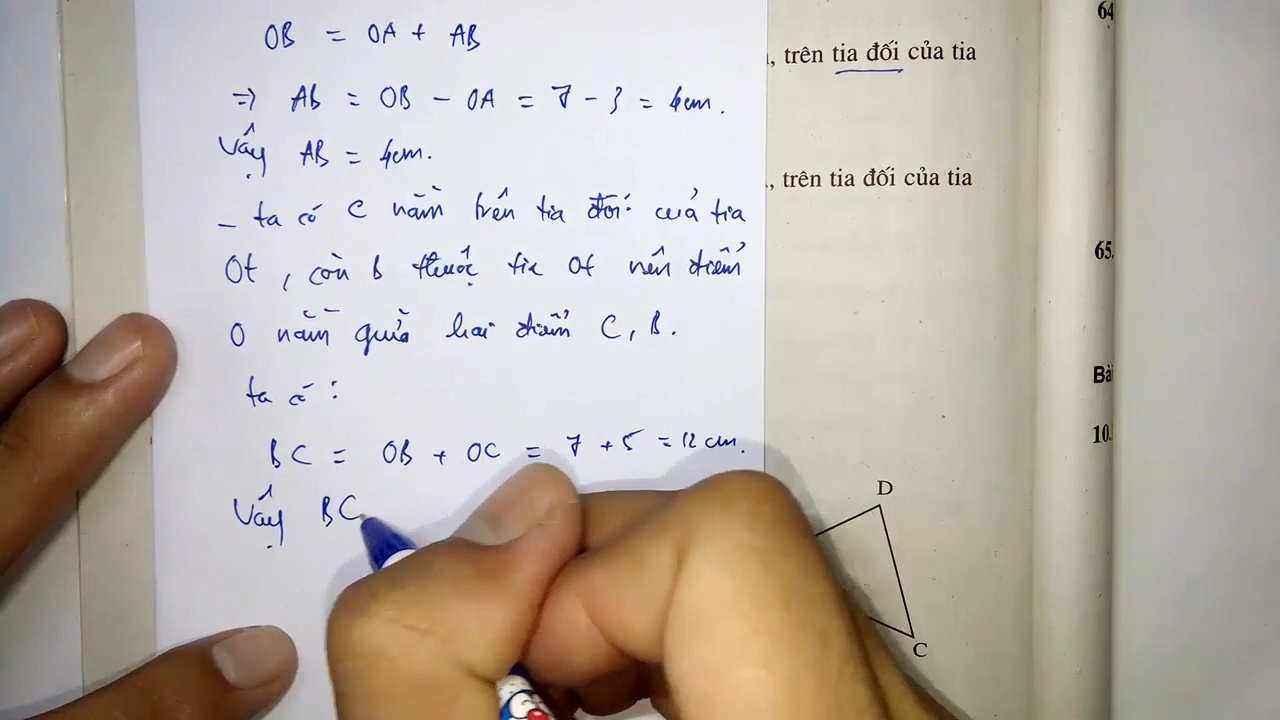 OB = OA + AB
=> AB = OB - OA = 7 - 3 = 4cm.
Vậy AB = 4cm.
- ta có C nằm trên tia đối của tia
Ot, còn B thuộc tia Ot nên điểm
O nằm giữa hai điểm C, B.
ta có:
BC = OB + OC = 7 + 5 = 12 cm.
Vậy BC
, trên tia đối của tia
, trên tia đối của tia
D
C
64
65.
Bài
10.